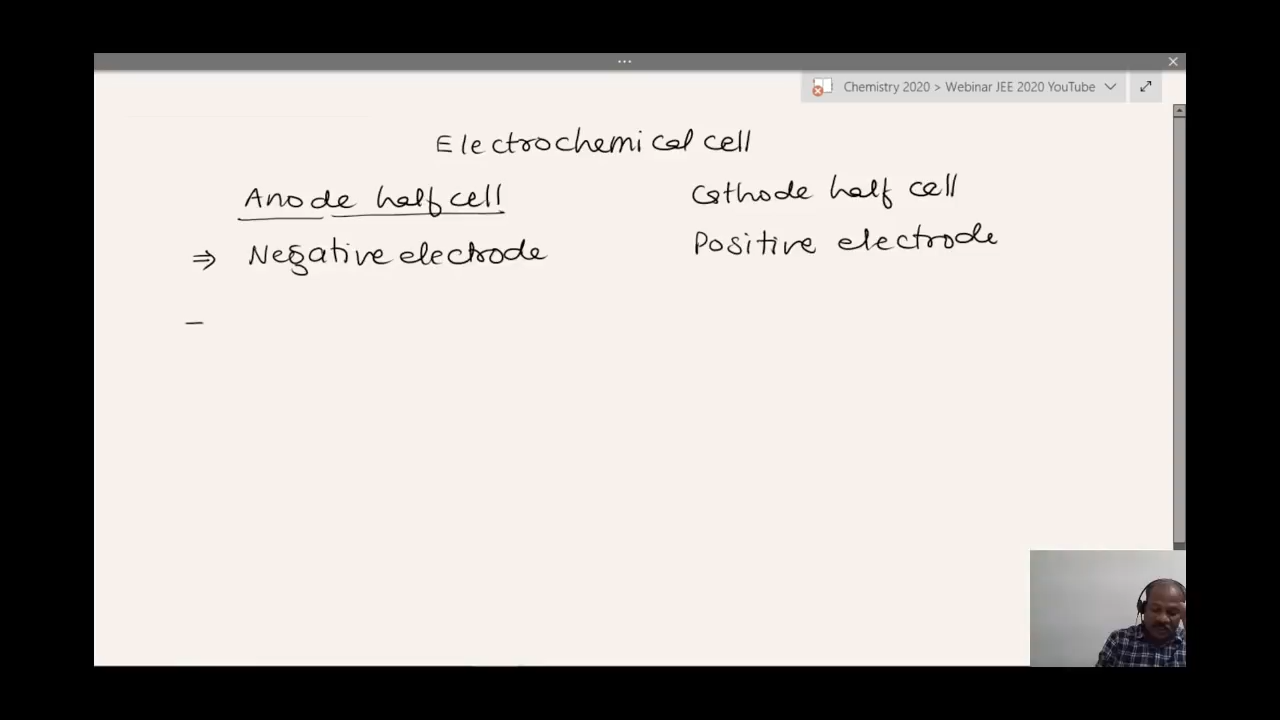 Chemistry 2020 > Webinar JEE 2020 YouTube
Electrochemical cell
Anode half cell
Cathode half cell
⇒ Negative electrode
Positive electrode